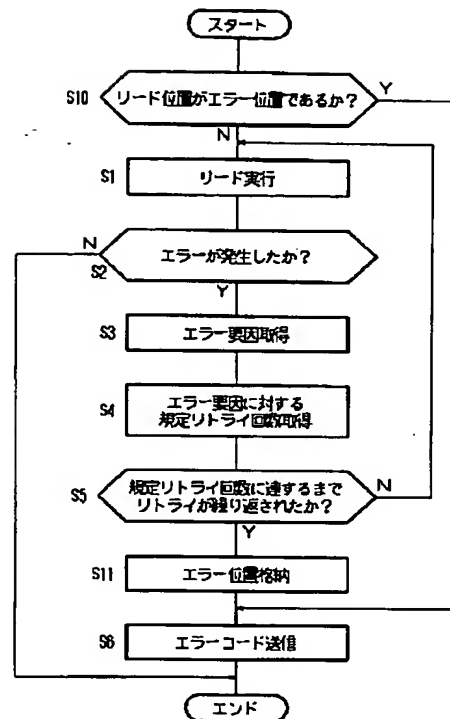 スタート
S10
リード位置がエラー位置であるか？
Y
N
S1
リード実行
N
エラーが発生したか？
S2
Y
S3
エラー要因取得
S4
エラー要因に対する
規定リトライ回数取得
S5
規定リトライ回数に達するまで
リトライが繰り返されたか？
N
Y
S11
エラー位置格納
S6
エラーコード送信
エンド